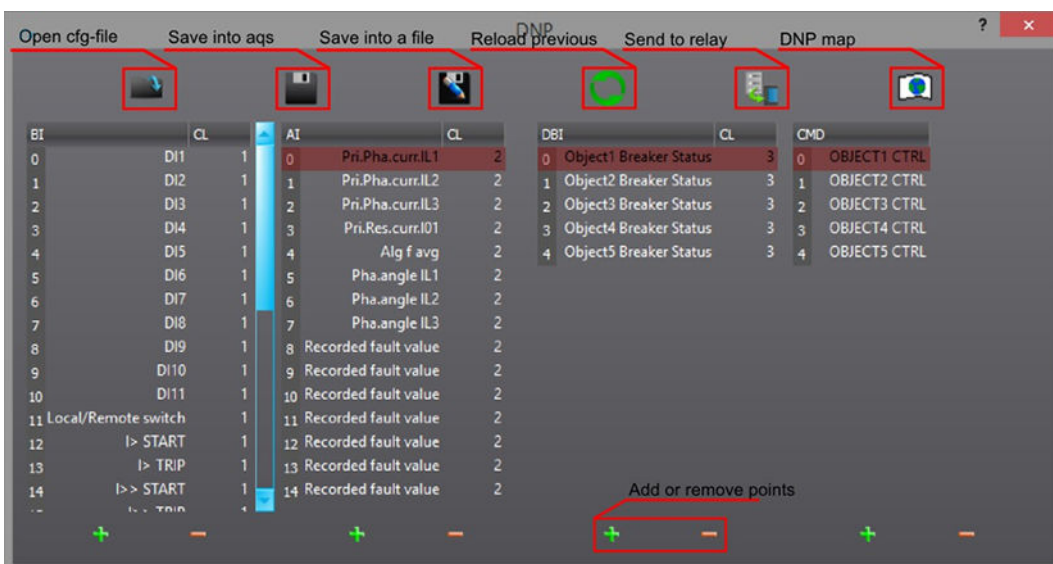 DNP
?
×
Open cfg-file Save into aqs Save into a file Reload previous Send to relay DNP map
BI CL AI CL DBI CL CMD
0 DI1 1 0 Pri.Pha.curr.IL1 2 0 Object1 Breaker Status 3 0 OBJECT1 CTRL
1 DI2 1 1 Pri.Pha.curr.IL2 2 1 Object2 Breaker Status 3 1 OBJECT2 CTRL
2 DI3 1 2 Pri.Pha.curr.IL3 2 2 Object3 Breaker Status 3 2 OBJECT3 CTRL
3 DI4 1 3 Pri.Res.curr.I01 2 3 Object4 Breaker Status 3 3 OBJECT4 CTRL
4 DI5 1 4 Alg f avg 2 4 Object5 Breaker Status 3 4 OBJECT5 CTRL
5 DI6 1 5 Pha.angle IL1 2
6 DI7 1 6 Pha.angle IL2 2
7 DI8 1 7 Pha.angle IL3 2
8 DI9 1 8 Recorded fault value 2
9 DI10 1 9 Recorded fault value 2
10 DI11 1 10 Recorded fault value 2
11 Local/Remote switch 1 11 Recorded fault value 2
12 I> START 1 12 Recorded fault value 2
13 I> TRIP 1 13 Recorded fault value 2
14 I>> START 1 14 Recorded fault value 2
Add or remove points